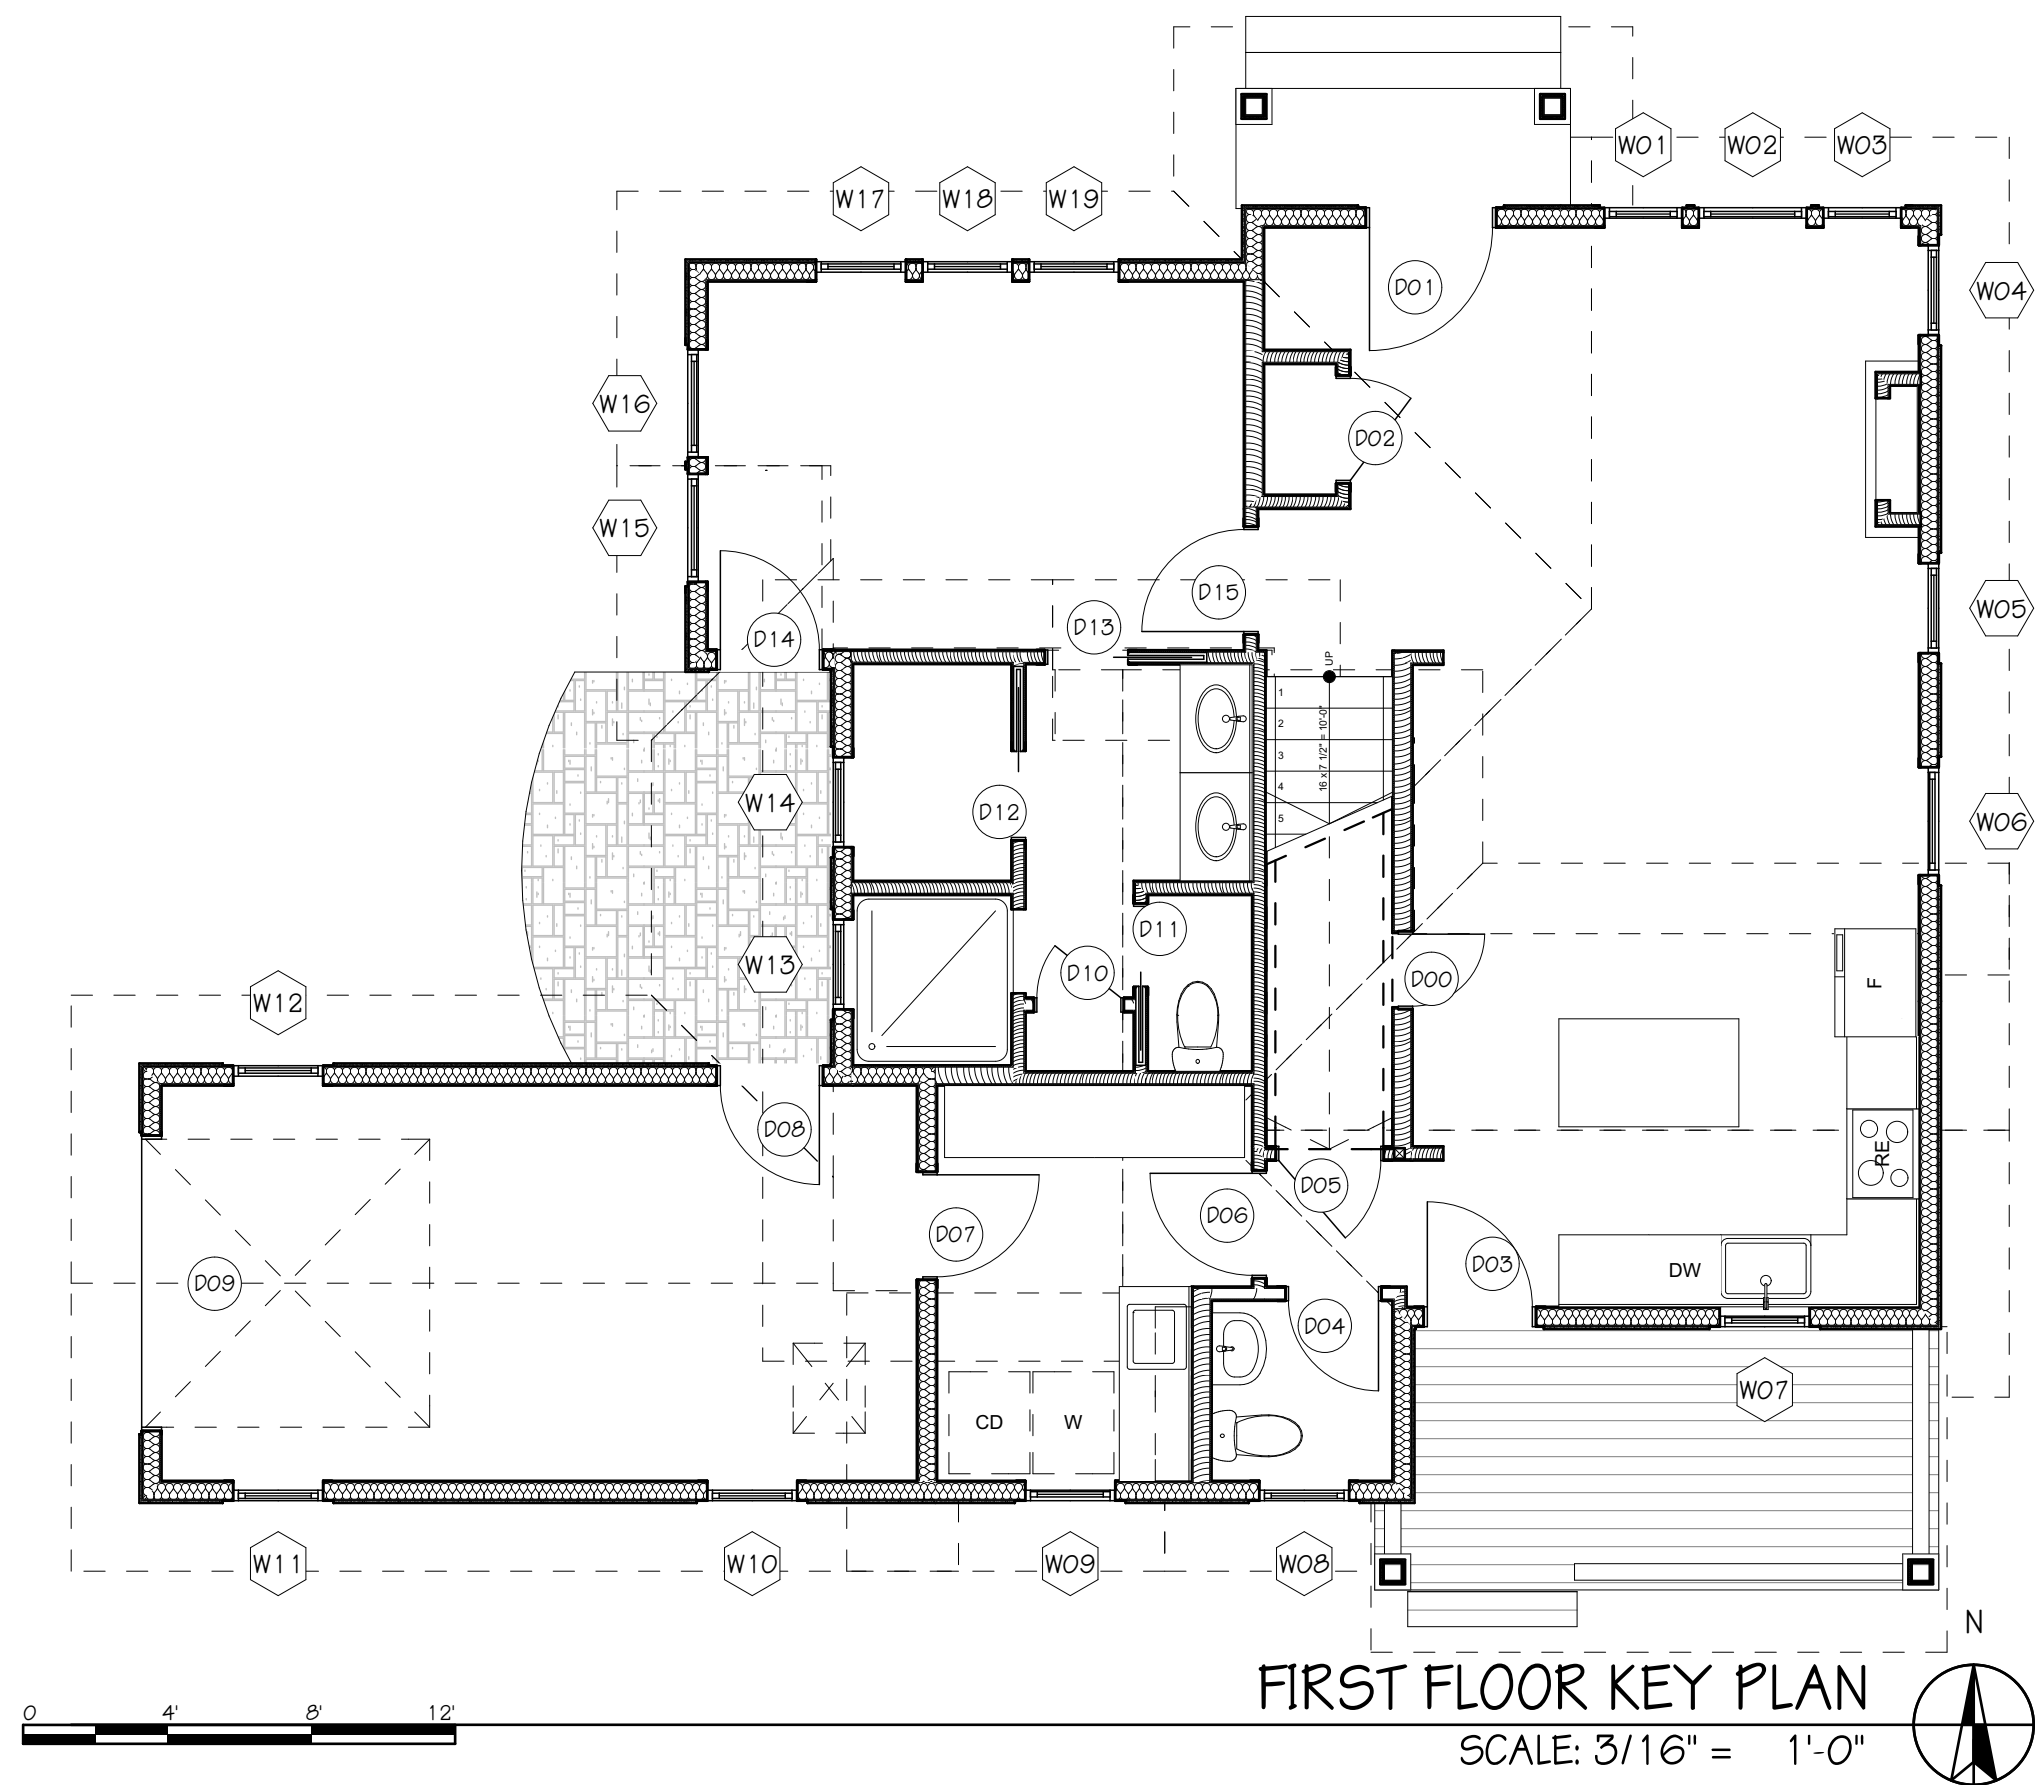 W01 W02 W03
W17 W18 W19
D01
W04
W16
D02
W15
D15
W05
D13
D14
UP
1
2
16 x 7 1/2" = 10'-0"
3
4
5
W14
D12
W06
D11
W13
D10
D00
F
W12
D08
RE
D05
D06
D07
D03
DW
D09
D04
W07
X
CD
W
W11
W10
W09
W08
N
FIRST FLOOR KEY PLAN
0 4' 8' 12'
SCALE: 3/16" = 1'-0"